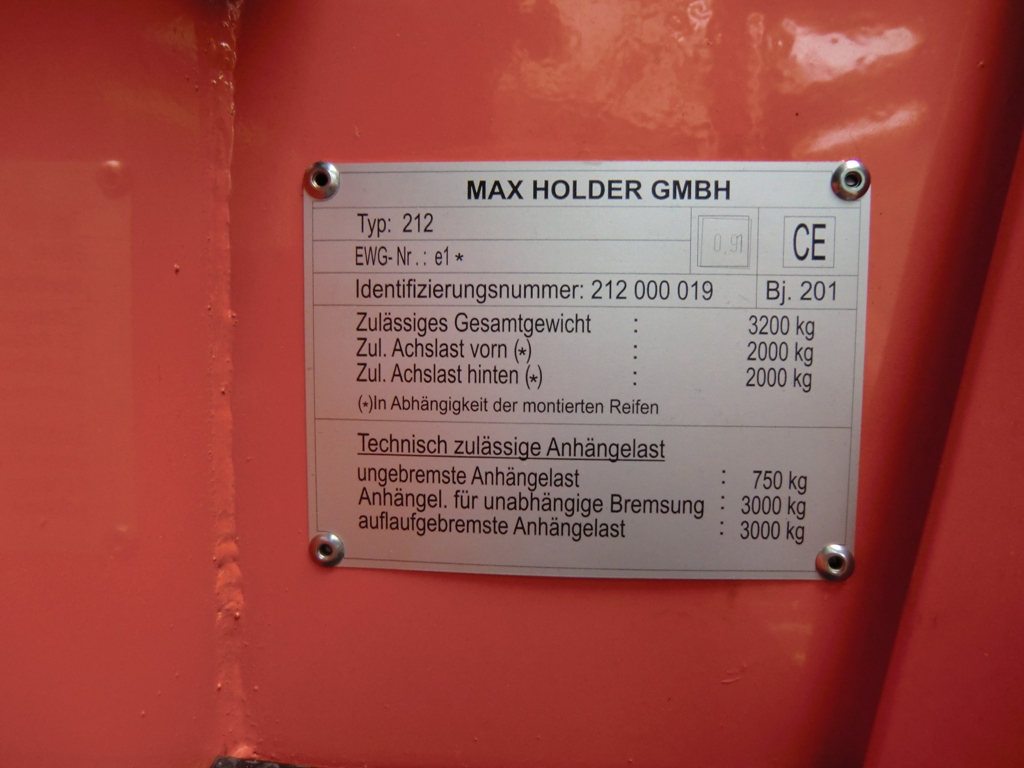 MAX HOLDER GMBH
Typ: 212
0.91
CE
EWG- Nr.: e1 *
Identifizierungsnummer: 212 000 019 Bj. 201
Zulässiges Gesamtgewicht : 3200 kg
Zul. Achslast vorn (*) : 2000 kg
Zul. Achslast hinten (*) : 2000 kg
(*)In Abhängigkeit der montierten Reifen
Technisch zulässige Anhängelast
ungebremste Anhängelast : 750 kg
Anhängel. für unabhängige Bremsung : 3000 kg
auflaufgebremste Anhängelast : 3000 kg